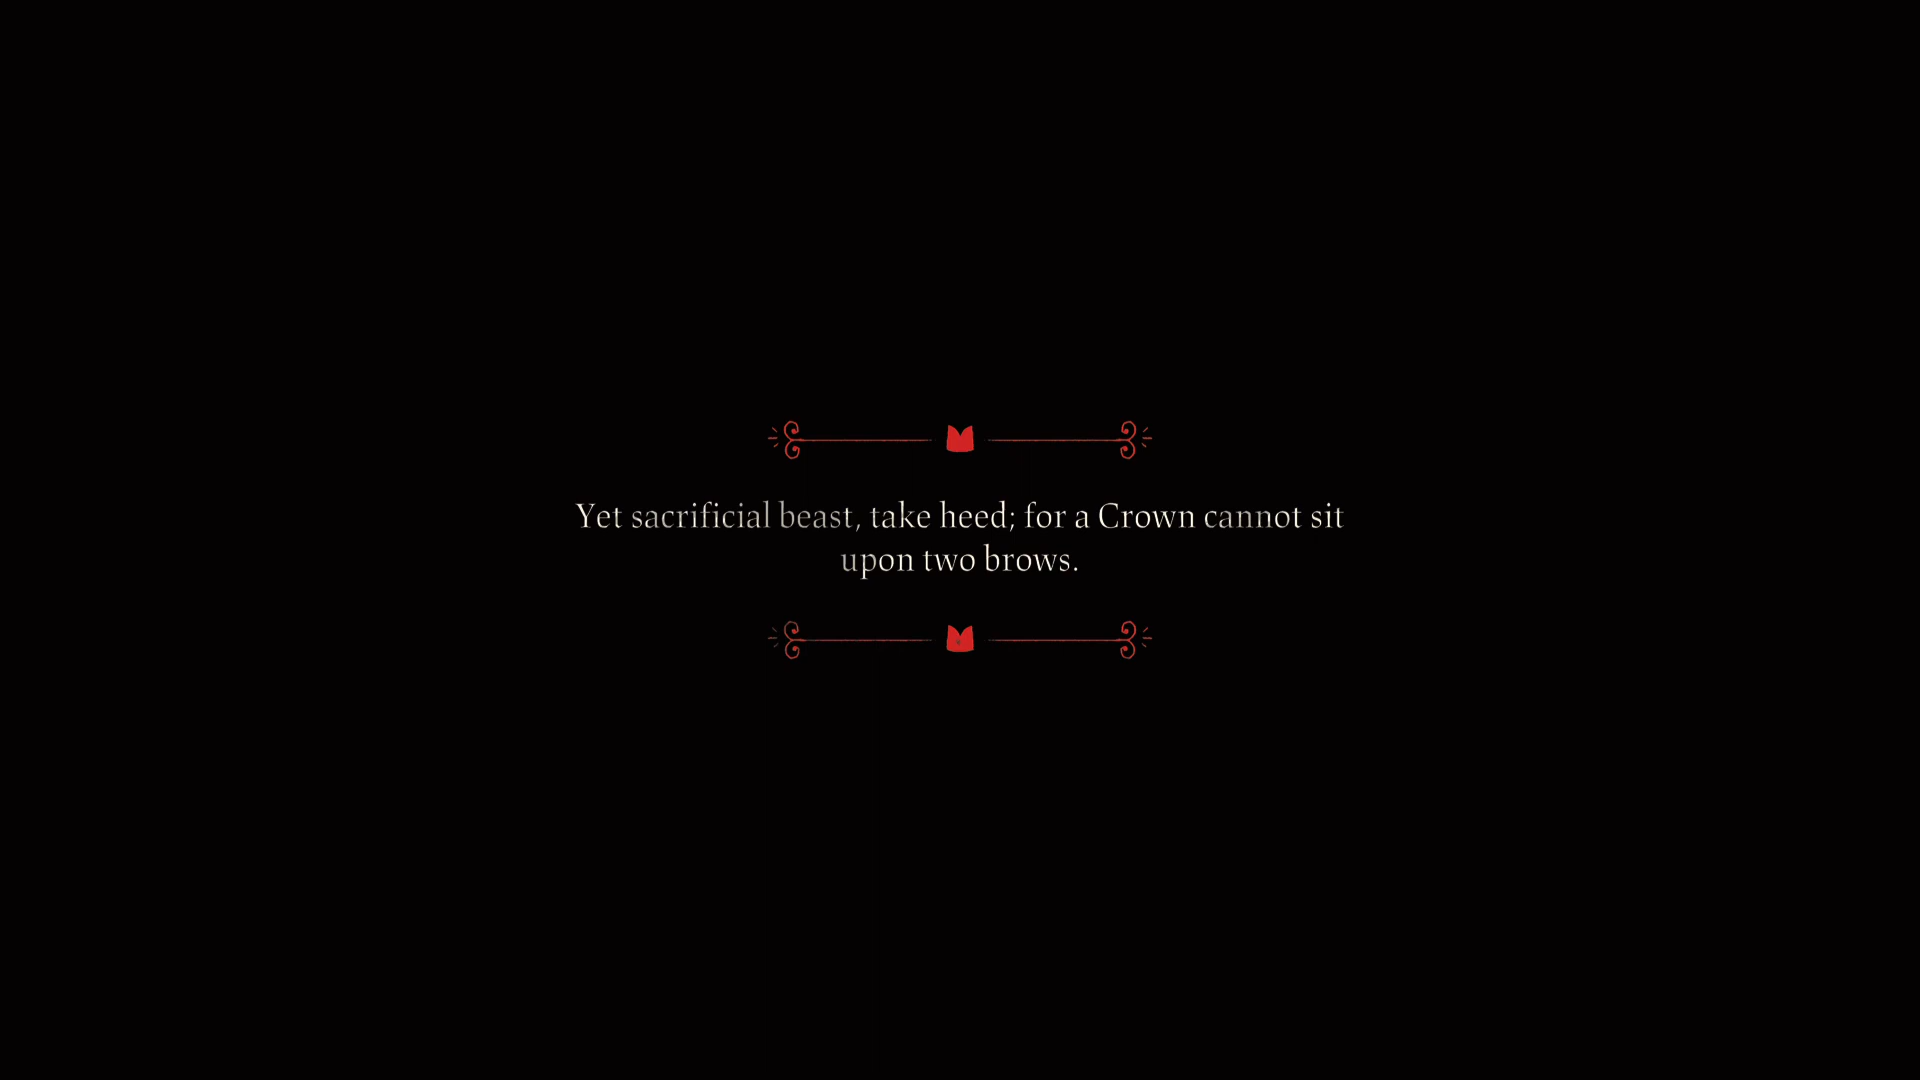 Yet sacrificial beast, take heed; for a Crown cannot sit
upon two brows.